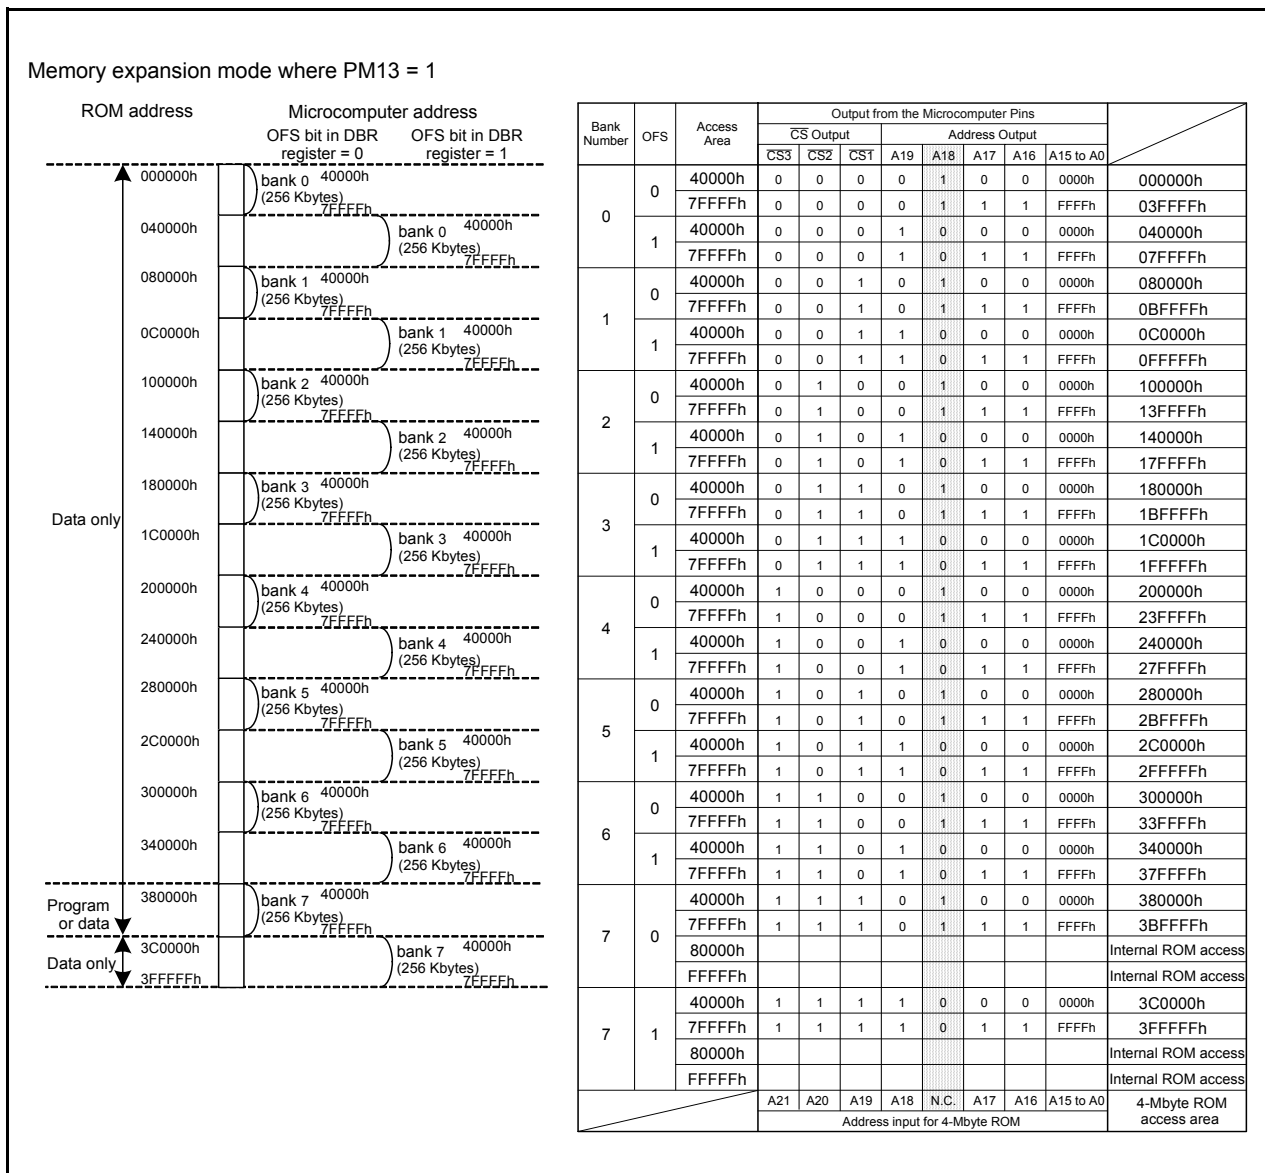 Memory expansion mode where PM13 = 1
ROM address
Microcomputer address
OFS bit in DBR register = 0
OFS bit in DBR register = 1
000000h
bank 0 40000h
(256 Kbytes)
7FFFFh
040000h
bank 0 40000h
(256 Kbytes)
7FFFFh
080000h
bank 1 40000h
(256 Kbytes)
7FFFFh
0C0000h
bank 1 40000h
(256 Kbytes)
7FFFFh
100000h
bank 2 40000h
(256 Kbytes)
7FFFFh
140000h
bank 2 40000h
(256 Kbytes)
7FFFFh
180000h
bank 3 40000h
(256 Kbytes)
7FFFFh
Data only
1C0000h
bank 3 40000h
(256 Kbytes)
7FFFFh
200000h
bank 4 40000h
(256 Kbytes)
7FFFFh
240000h
bank 4 40000h
(256 Kbytes)
7FFFFh
280000h
bank 5 40000h
(256 Kbytes)
7FFFFh
2C0000h
bank 5 40000h
(256 Kbytes)
7FFFFh
300000h
bank 6 40000h
(256 Kbytes)
7FFFFh
340000h
bank 6 40000h
(256 Kbytes)
7FFFFh
Program or data
380000h
bank 7 40000h
(256 Kbytes)
7FFFFh
Data only
3C0000h
bank 7 40000h
(256 Kbytes)
7FFFFh
3FFFFFh
Bank Number OFS Access Area Output from the Microcomputer Pins
CS Output Address Output
CS3 CS2 CS1 A19 A18 A17 A16 A15 to A0
0 0 40000h 0 0 0 0 1 0 0 0000h 000000h
7FFFFh 0 0 0 0 1 1 1 FFFFh 03FFFFh
1 40000h 0 0 0 1 0 0 0 0000h 040000h
7FFFFh 0 0 0 1 0 1 1 FFFFh 07FFFFh
1 0 40000h 0 0 1 0 1 0 0 0000h 080000h
7FFFFh 0 0 1 0 1 1 1 FFFFh 0BFFFFh
1 40000h 0 0 1 1 0 0 0 0000h 0C0000h
7FFFFh 0 0 1 1 0 1 1 FFFFh 0FFFFFh
2 0 40000h 0 1 0 0 1 0 0 0000h 100000h
7FFFFh 0 1 0 0 1 1 1 FFFFh 13FFFFh
1 40000h 0 1 0 1 0 0 0 0000h 140000h
7FFFFh 0 1 0 1 0 1 1 FFFFh 17FFFFh
3 0 40000h 0 1 1 0 1 0 0 0000h 180000h
7FFFFh 0 1 1 0 1 1 1 FFFFh 1BFFFFh
1 40000h 0 1 1 1 0 0 0 0000h 1C0000h
7FFFFh 0 1 1 1 0 1 1 FFFFh 1FFFFFh
4 0 40000h 1 0 0 0 1 0 0 0000h 200000h
7FFFFh 1 0 0 0 1 1 1 FFFFh 23FFFFh
1 40000h 1 0 0 1 0 0 0 0000h 240000h
7FFFFh 1 0 0 1 0 1 1 FFFFh 27FFFFh
5 0 40000h 1 0 1 0 1 0 0 0000h 280000h
7FFFFh 1 0 1 0 1 1 1 FFFFh 2BFFFFh
1 40000h 1 0 1 1 0 0 0 0000h 2C0000h
7FFFFh 1 0 1 1 0 1 1 FFFFh 2FFFFFh
6 0 40000h 1 1 0 0 1 0 0 0000h 300000h
7FFFFh 1 1 0 0 1 1 1 FFFFh 33FFFFh
1 40000h 1 1 0 1 0 0 0 0000h 340000h
7FFFFh 1 1 0 1 0 1 1 FFFFh 37FFFFh
7 0 40000h 1 1 1 0 1 0 0 0000h 380000h
7FFFFh 1 1 1 0 1 1 1 FFFFh 3BFFFFh
80000h Internal ROM access
FFFFFh Internal ROM access
7 1 40000h 1 1 1 1 0 0 0 0000h 3C0000h
7FFFFh 1 1 1 1 0 1 1 FFFFh 3FFFFFh
80000h Internal ROM access
FFFFFh Internal ROM access
A21 A20 A19 A18 N.C. A17 A16 A15 to A0 4-Mbyte ROM access area
Address input for 4-Mbyte ROM